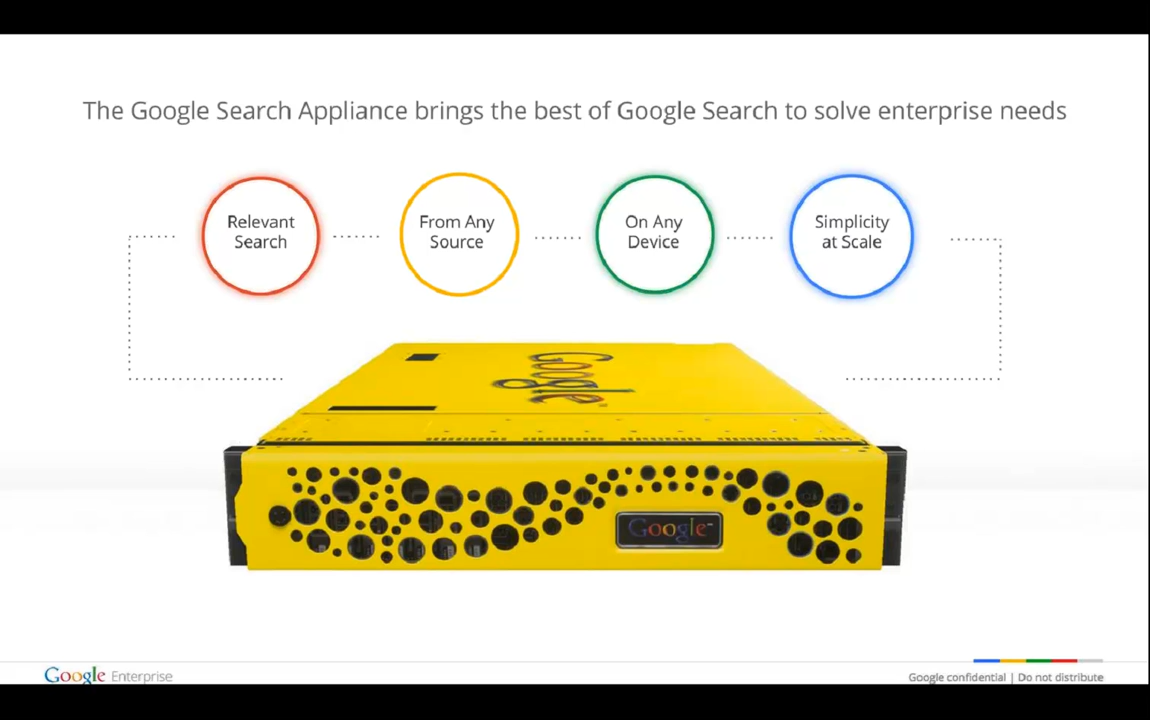 The Google Search Appliance brings the best of Google Search to solve enterprise needs
Relevant
Search
From Any
Source
On Any
Device
Simplicity
at Scale
Google
Google™
Google Enterprise
Google confidential | Do not distribute